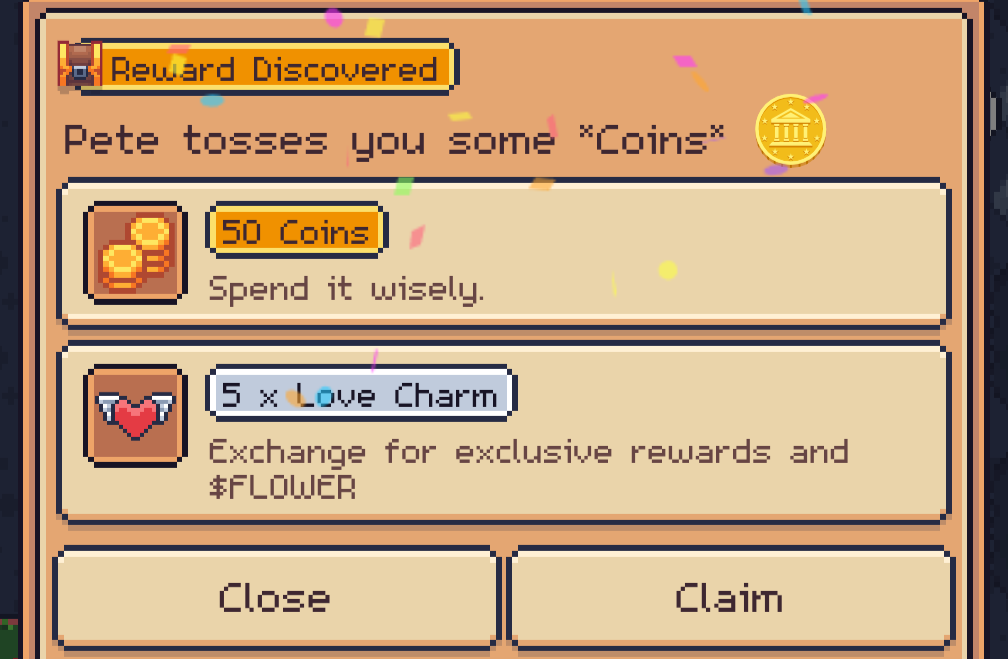 Reward Discovered
Pete tosses you some "Coins"
50 Coins
Spend it wisely.
5 x Love Charm
Exchange for exclusive rewards and
$FLOWER
Close
Claim